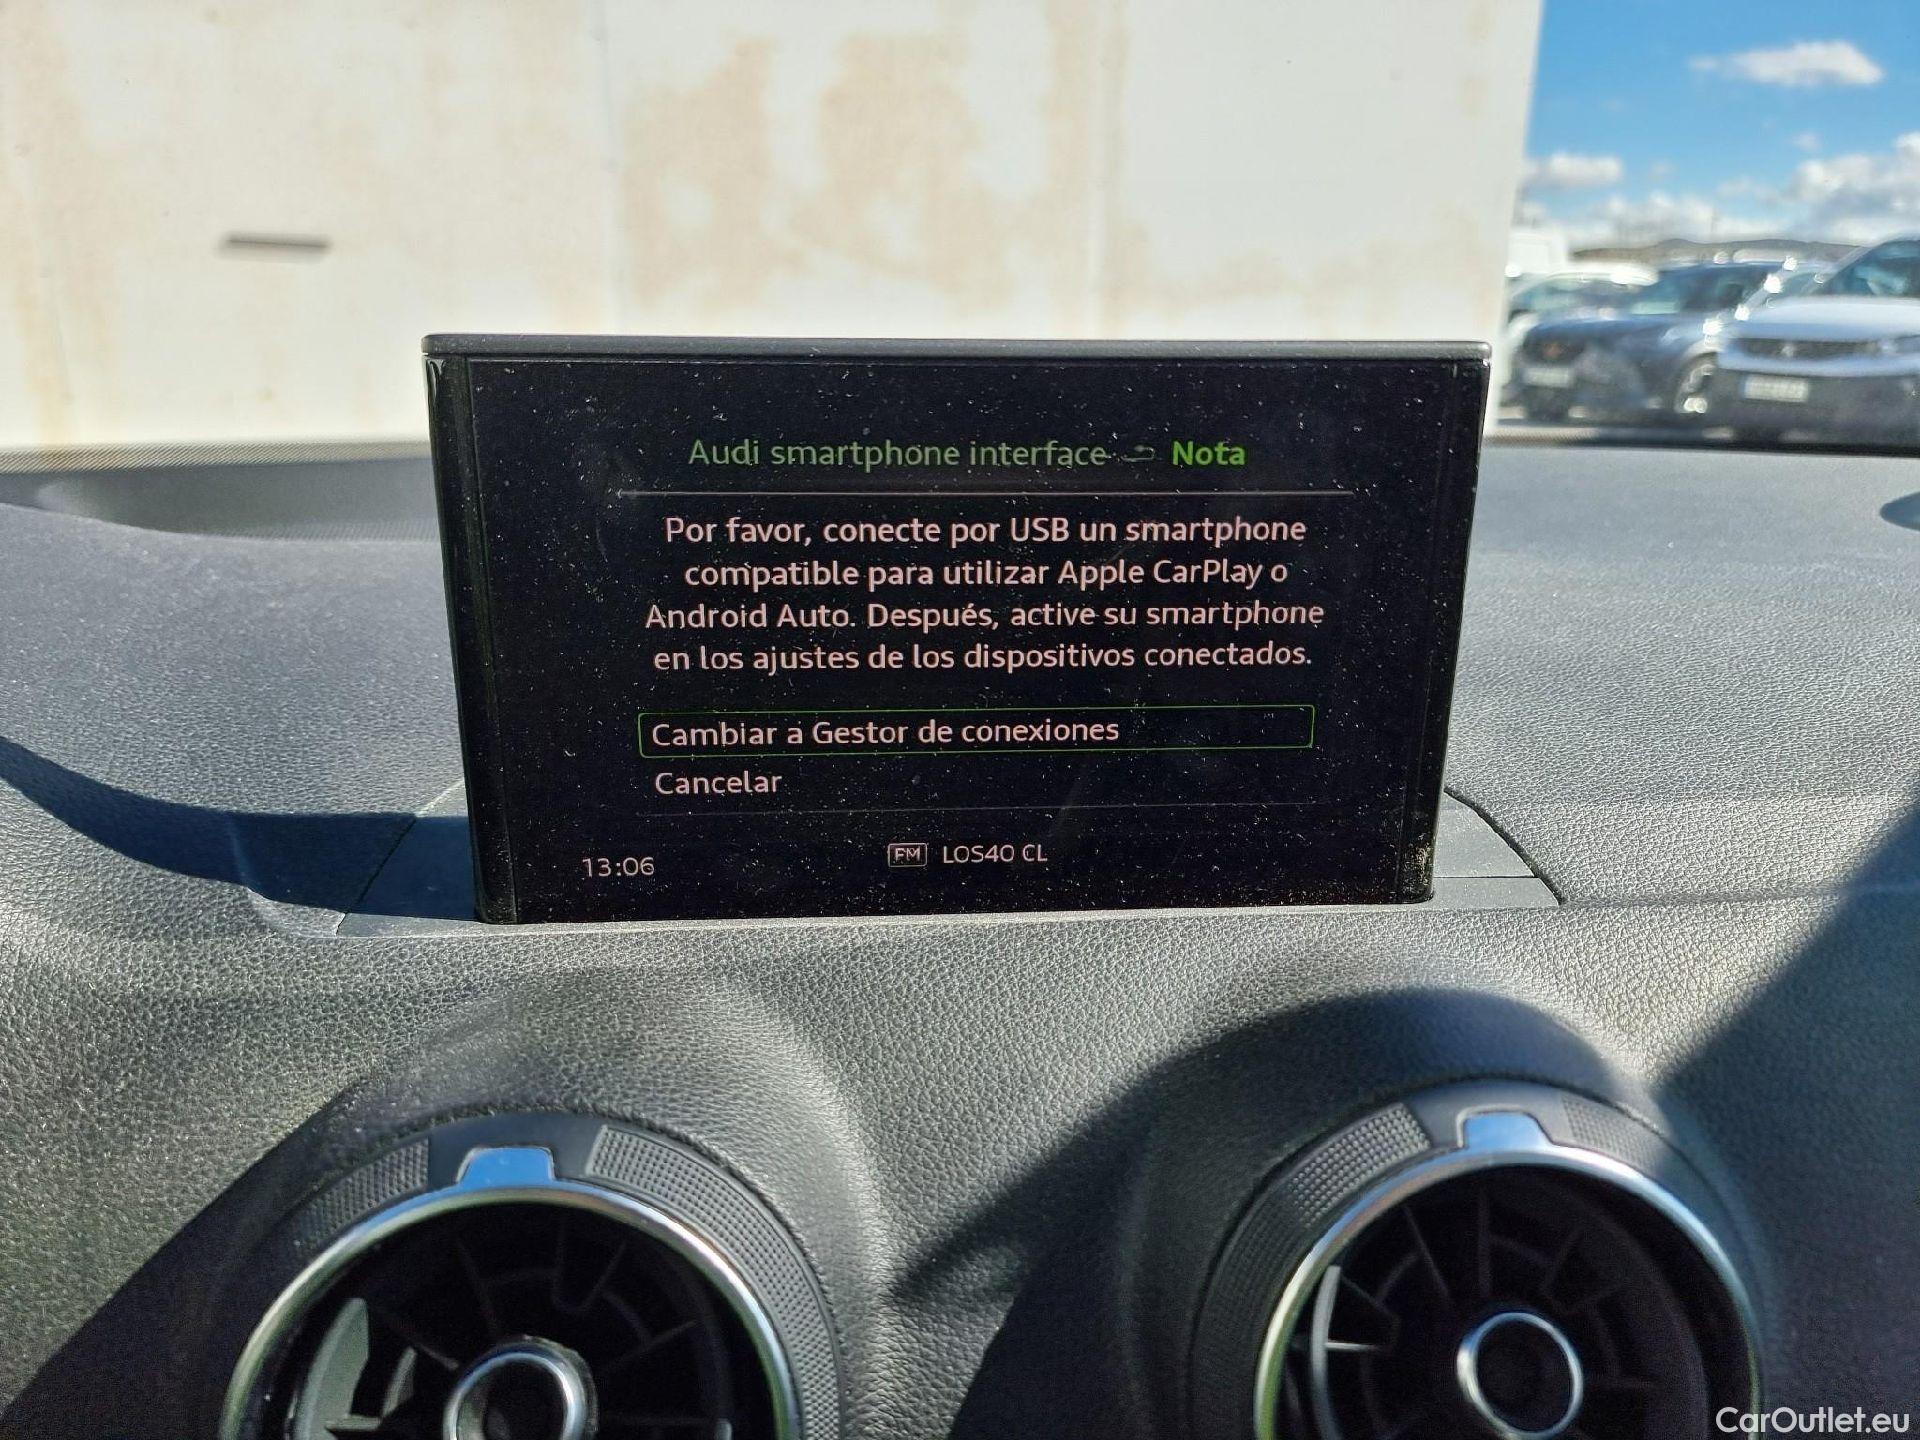 Audi smartphone interface Nota
Por favor, conecte por USB un smartphone
compatible para utilizar Apple CarPlay o
Android Auto. Después, active su smartphone
en los ajustes de los dispositivos conectados.
Cambiar a Gestor de conexiones
Cancelar
13:06 FM LOS40 CL
CarOutlet.eu